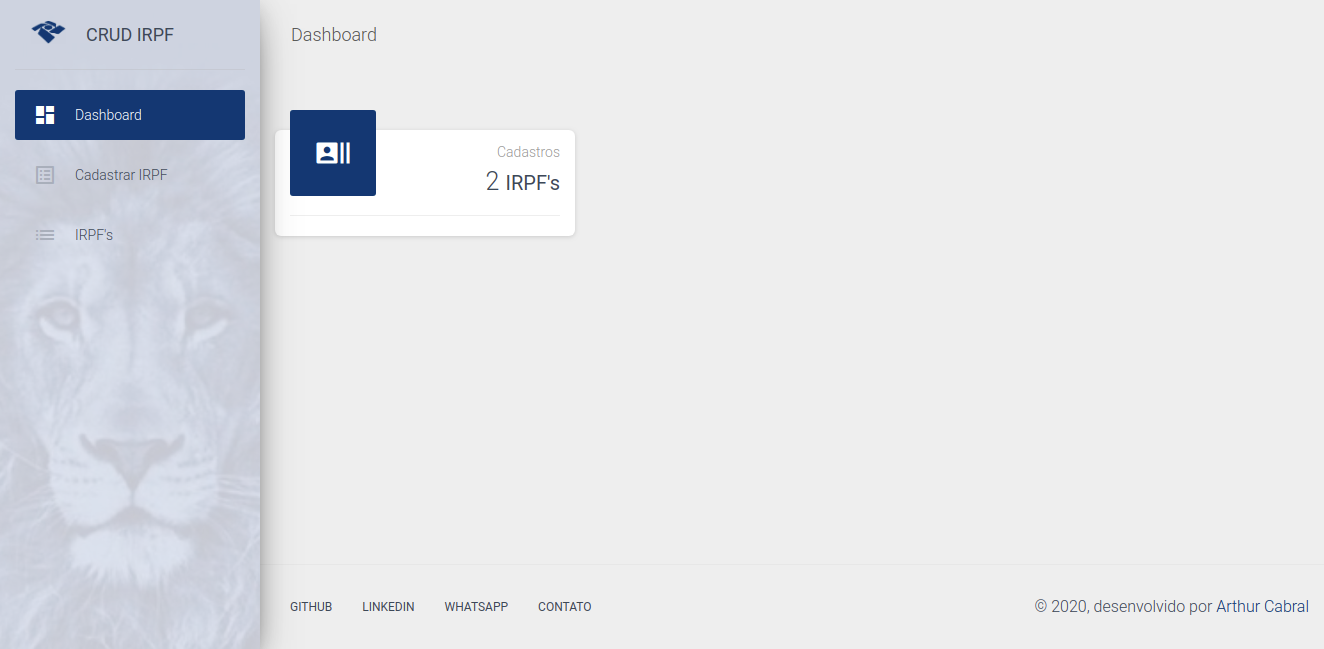 CRUD IRPF
Dashboard
Cadastrar IRPF
IRPF's
Dashboard
Cadastros
2 IRPF's
GITHUB
LINKEDIN
WHATSAPP
CONTATO
© 2020, desenvolvido por Arthur Cabral